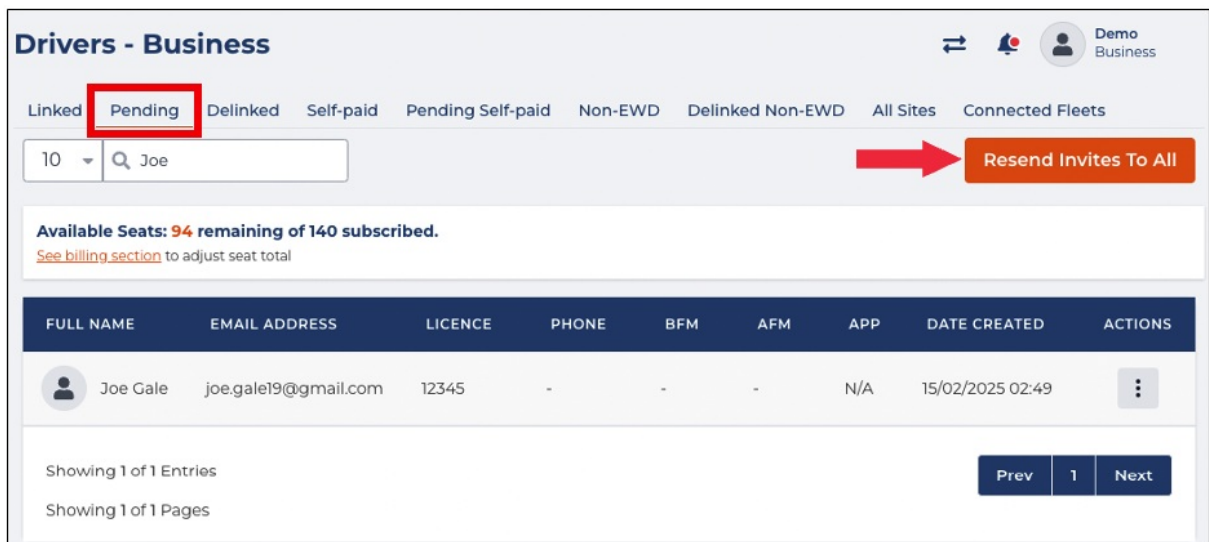 Drivers - Business
Demo
Business
Linked Pending Delinked Self-paid Pending Self-paid Non-EWD Delinked Non-EWD All Sites Connected Fleets
10 Joe Resend Invites To All
Available Seats: 94 remaining of 140 subscribed.
See billing section to adjust seat total
FULL NAME EMAIL ADDRESS LICENCE PHONE BFM AFM APP DATE CREATED ACTIONS
Joe Gale joe.gale19@gmail.com 12345 - - - N/A 15/02/2025 02:49
Showing 1 of 1 Entries
Prev 1 Next
Showing 1 of 1 Pages